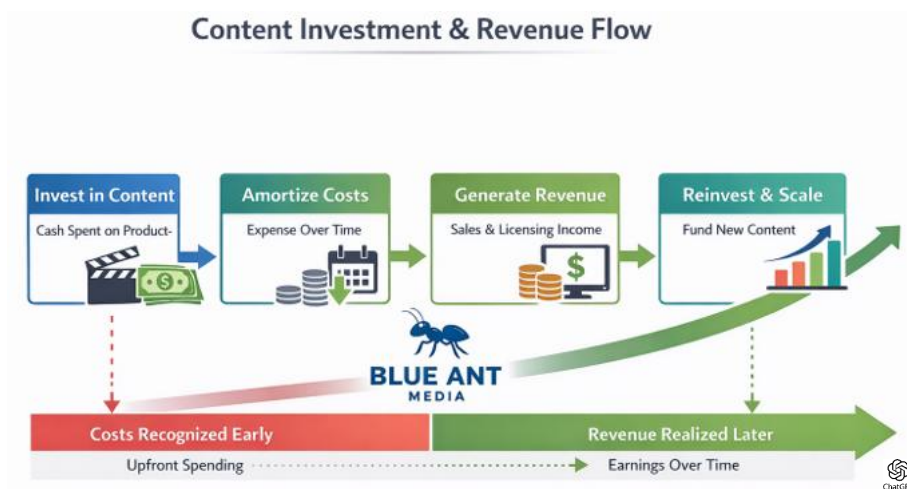 Content Investment & Revenue Flow
Invest in Content
Cash Spent on Product-
Amortize Costs
Expense Over Time
Generate Revenue
Sales & Licensing Income
$
$
Reinvest & Scale
Fund New Content
BLUE ANT
MEDIA
Costs Recognized Early
Revenue Realized Later
Upfront Spending
Earnings Over Time